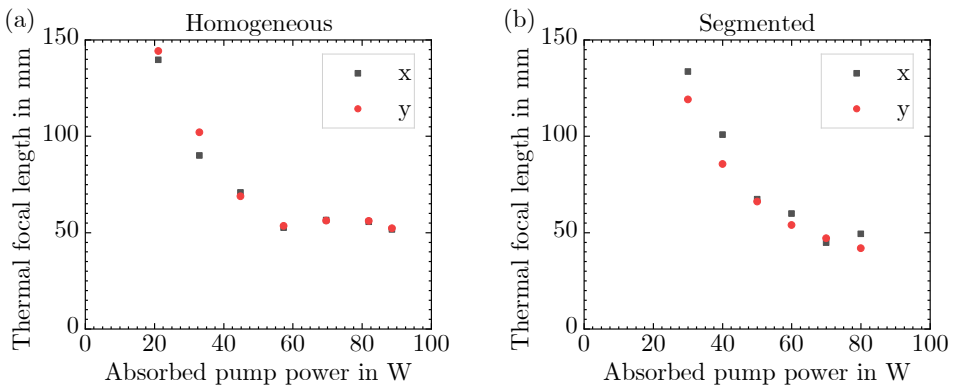 (a)
Homogeneous
Thermal focal length in mm
150
100
50
0
x
y
0 20 40 60 80 100
Absorbed pump power in W
(b)
Segmented
Thermal focal length in mm
150
100
50
0
x
y
0 20 40 60 80 100
Absorbed pump power in W